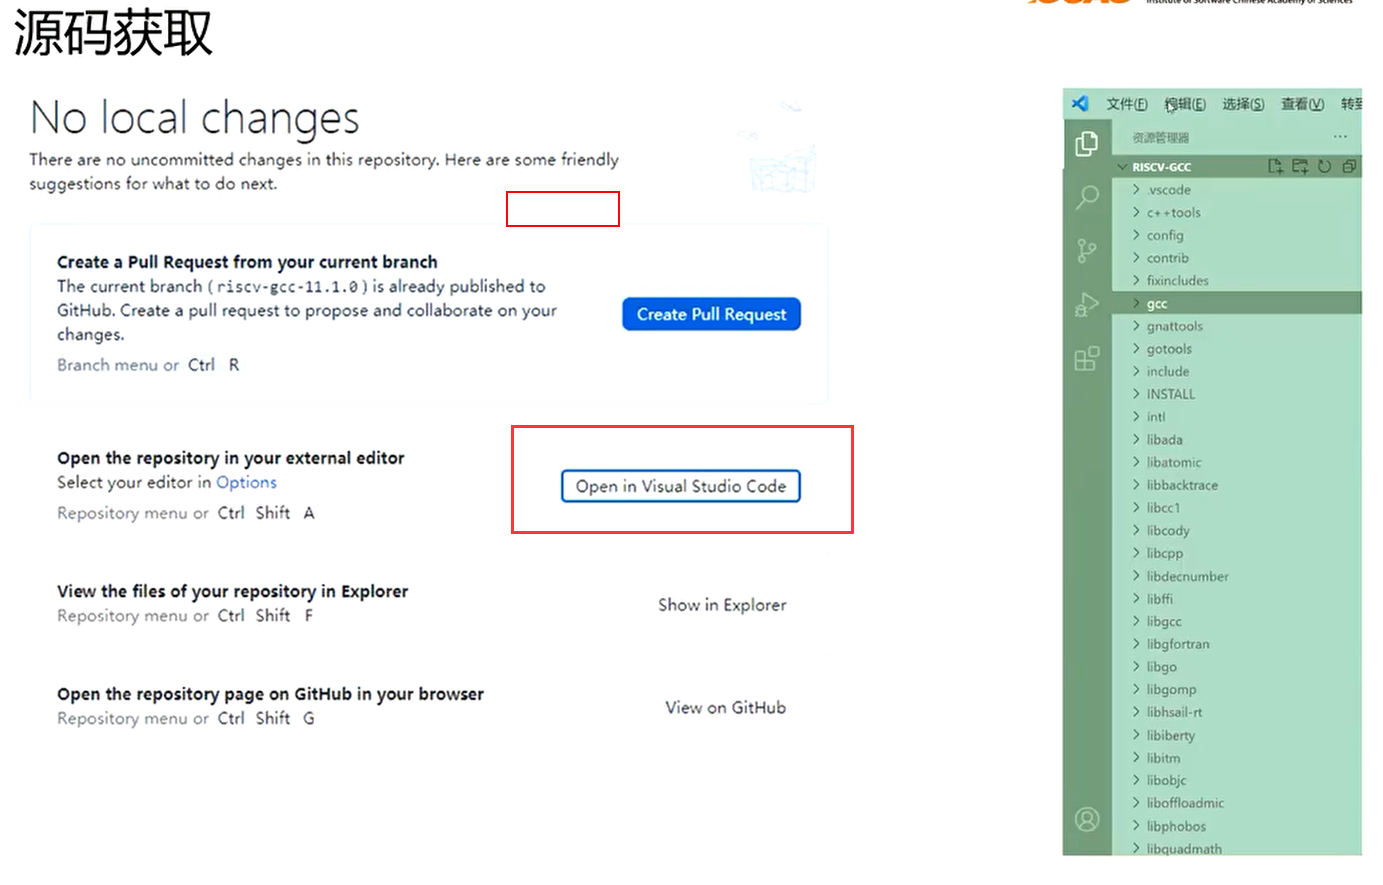 源码获取
Institute of Software Chinese Academy of Sciences
No local changes
There are no uncommitted changes in this repository. Here are some friendly
suggestions for what to do next.
Create a Pull Request from your current branch
The current branch ( riscv-gcc-11.1.0 ) is already published to
GitHub. Create a pull request to propose and collaborate on your
changes.
Branch menu or Ctrl R
Create Pull Request
Open the repository in your external editor
Select your editor in Options
Repository menu or Ctrl Shift A
Open in Visual Studio Code
View the files of your repository in Explorer
Repository menu or Ctrl Shift F
Show in Explorer
Open the repository page on GitHub in your browser
Repository menu or Ctrl Shift G
View on GitHub
文件(F) 编辑(E) 选择(S) 查看(V) 转到
资源管理器
RISCV-GCC
.vscode
c++tools
config
contrib
fixincludes
gcc
gnattools
gotools
include
INSTALL
intl
libada
libatomic
libbacktrace
libcc1
libcody
libcpp
libdecnumber
libffi
libgcc
libgfortran
libgo
libgomp
libhsail-rt
libiberty
libitm
libobjc
liboffloadmic
libphobos
libquadmath